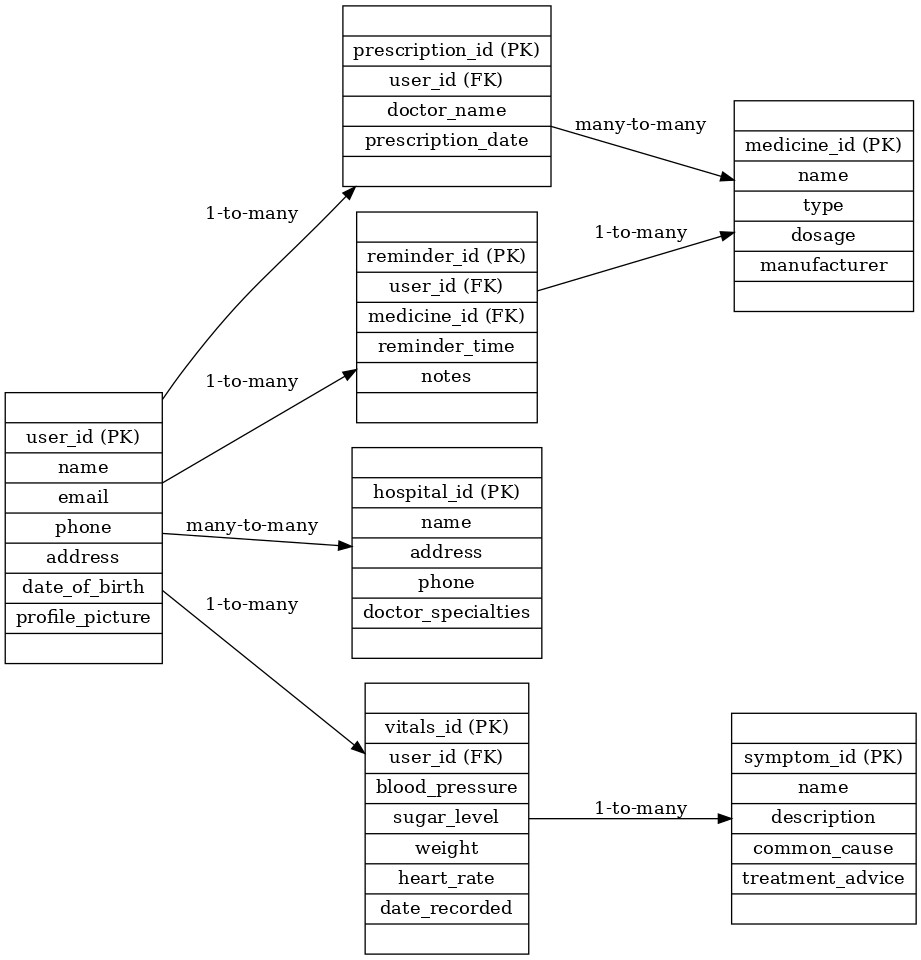 prescription_id (PK)
user_id (FK)
doctor_name
prescription_date
many-to-many
medicine_id (PK)
name
type
dosage
manufacturer
1-to-many
reminder_id (PK)
user_id (FK)
medicine_id (FK)
reminder_time
notes
1-to-many
1-to-many
user_id (PK)
name
email
phone
address
date_of_birth
profile_picture
many-to-many
hospital_id (PK)
name
address
phone
doctor_specialties
1-to-many
vitals_id (PK)
user_id (FK)
blood_pressure
sugar_level
weight
heart_rate
date_recorded
1-to-many
symptom_id (PK)
name
description
common_cause
treatment_advice